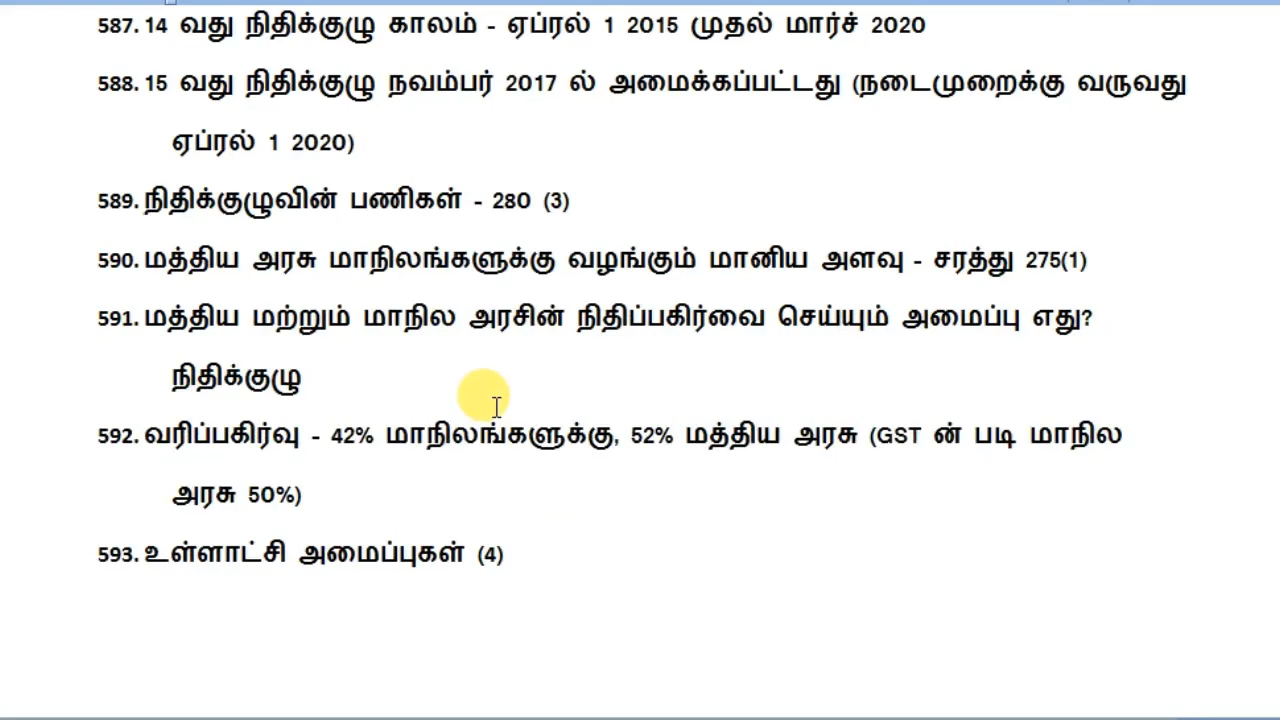 587. 14 வது நிதிக்குழு காலம் - ஏப்ரல் 1 2015 முதல் மார்ச் 2020
588. 15 வது நிதிக்குழு நவம்பர் 2017 ல் அமைக்கப்பட்டது (நடைமுறைக்கு வருவது
ஏப்ரல் 1 2020)
589. நிதிக்குழுவின் பணிகள் - 280 (3)
590. மத்திய அரசு மாநிலங்களுக்கு வழங்கும் மானிய அளவு - சரத்து 275(1)
591. மத்திய மற்றும் மாநில அரசின் நிதிப்பகிர்வை செய்யும் அமைப்பு எது?
நிதிக்குழு
592. வரிப்பகிர்வு - 42% மாநிலங்களுக்கு, 52% மத்திய அரசு (GST ன் படி மாநில
அரசு 50%)
593. உள்ளாட்சி அமைப்புகள் (4)